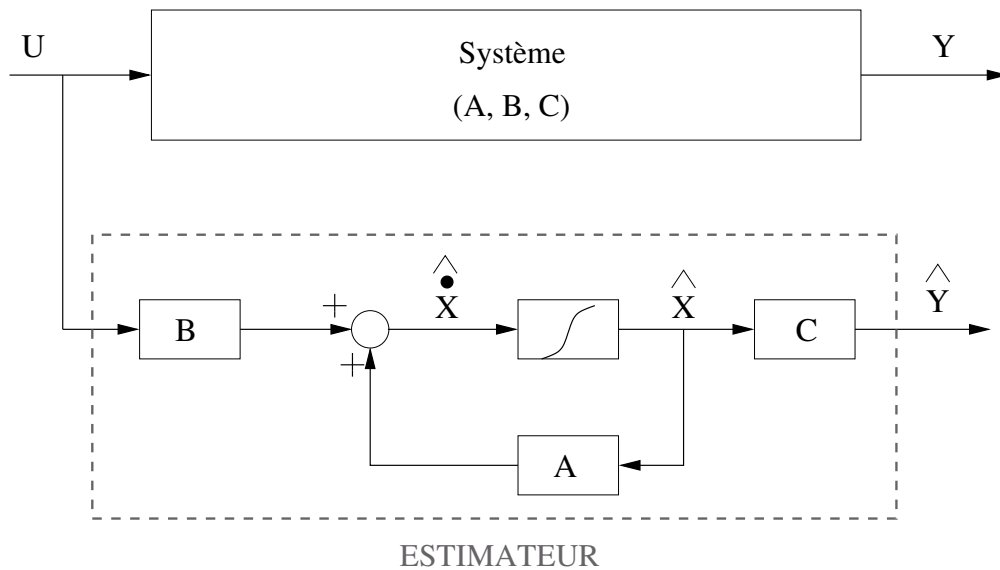 U
Système
Y
(A, B, C)
+
B
Ẋ̂
X̂
C
Ŷ
+
A
ESTIMATEUR